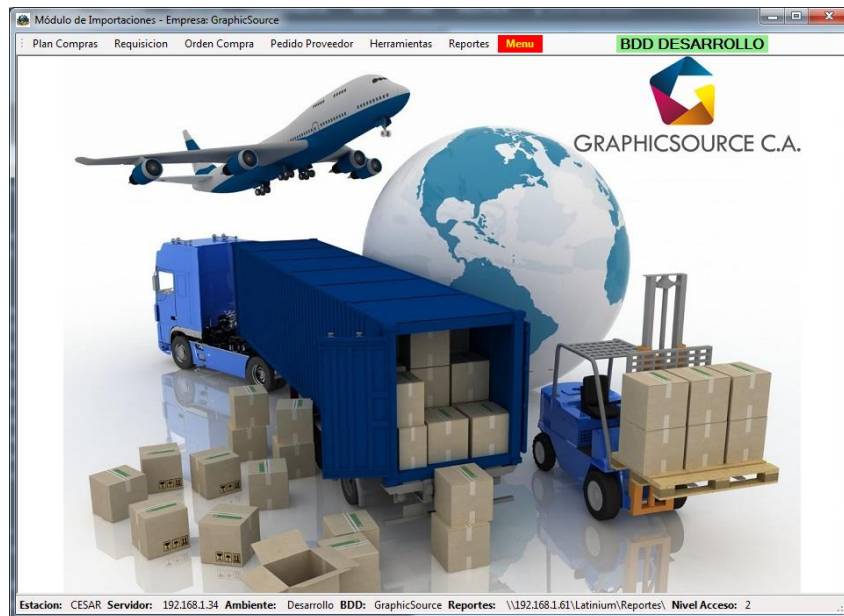 Módulo de Importaciones - Empresa: GraphicSource
Plan Compras Requisicion Orden Compra Pedido Proveedor Herramientas Reportes Menu BDD DESARROLLO
GRAPHICSOURCE C.A.
Estacion: CESAR Servidor: 192.168.1.34 Ambiente: Desarrollo BDD: GraphicSource Reportes: \\192.168.1.61\Latinium\Reportes\ Nivel Acceso: 2